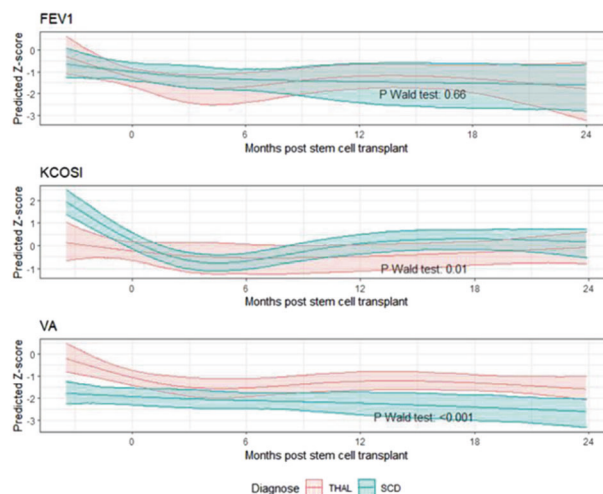 FEV1
Predicted Z-score
0
-1
-2
-3
P Wald test: 0.66
0 6 12 18 24
Months post stem cell transplant
KCOSI
Predicted Z-score
2
1
0
-1
P Wald test: 0.01
0 6 12 18 24
Months post stem cell transplant
VA
Predicted Z-score
0
-1
-2
-3
P Wald test: <0.001
0 6 12 18 24
Months post stem cell transplant
Diagnose THAL SCD